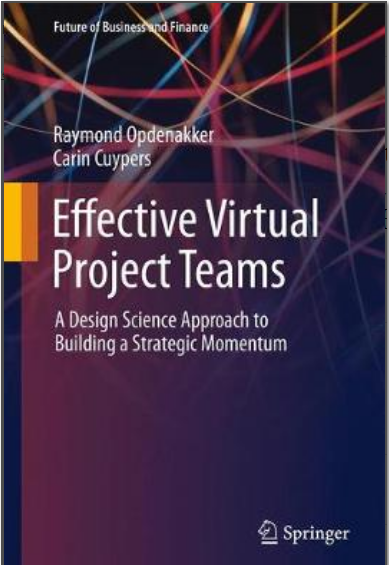 Future of Business and Finance
Raymond Opdenakker
Carin Cuypers
Effective Virtual
Project Teams
A Design Science Approach to
Building a Strategic Momentum
Springer